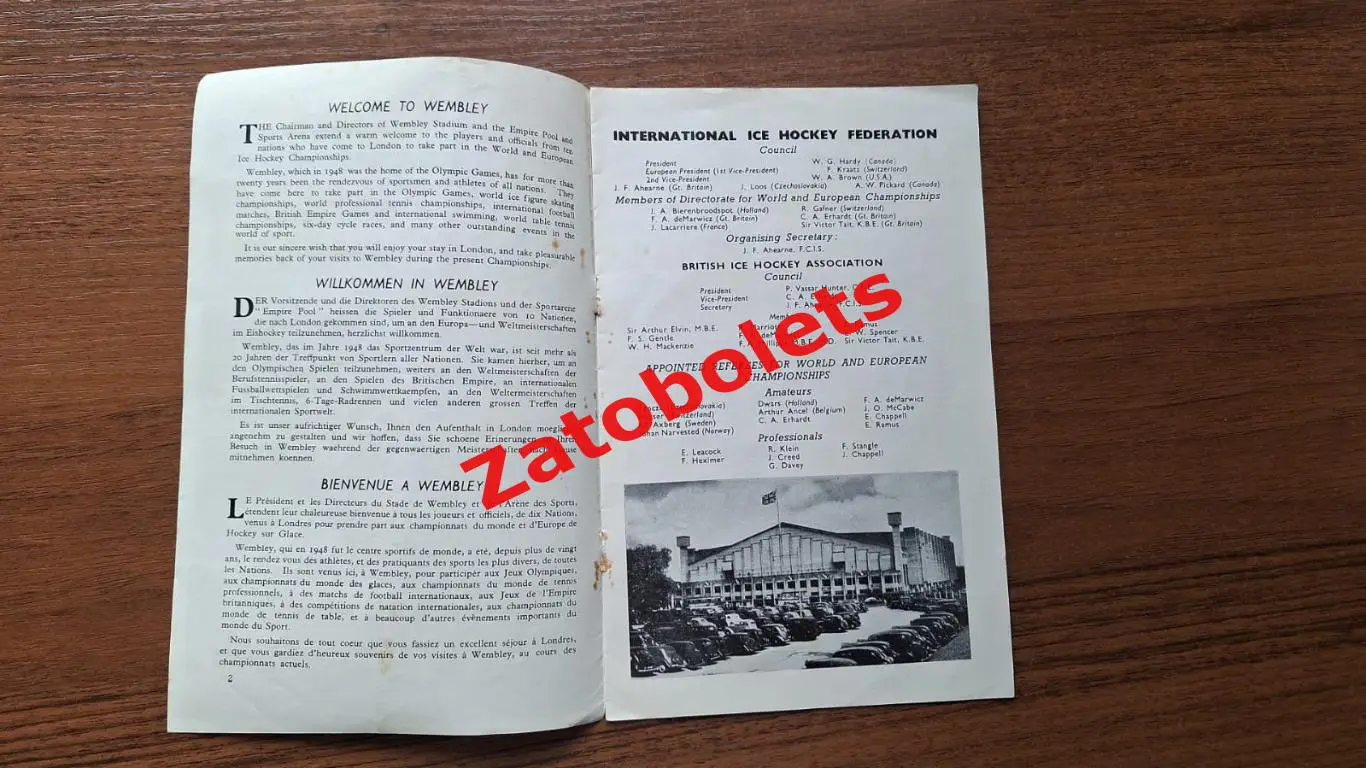 WELCOME TO WEMBLEY
THE Chairman and Directors of Wembley Stadium and the Empire Pool and
Sports Arena extend a warm welcome to the players and officials from ten
nations who have come to London to take part in the World and European
Ice Hockey Championships.
Wembley, which in 1948 was the home of the Olympic Games, has for more than
twenty years been the rendezvous of sportsmen and athletes of all nations. They
have come here to take part in the Olympic Games, world ice figure skating
championships, world professional tennis championships, international football
matches, British Empire Games and international swimming, world table tennis
championships, six-day cycle races, and many other outstanding events in the
world of sport.
It is our sincere wish that you will enjoy your stay in London, and take pleasurable
memories back of your visits to Wembley during the present Championships.
WILLKOMMEN IN WEMBLEY
DER Vorsitzende und die Direktoren des Wembley Stadions und der Sportarene
" Empire Pool " heissen die Spieler und Funktionaere von 10 Nationen,
die nach London gekommen sind, um an den Europa—und Weltmeisterschaften
im Eishockey teilzunehmen, herzlichst willkommen.
Wembley, das im Jahre 1948 das Sportzentrum der Welt war, ist seit mehr als
20 Jahren der Treffpunkt von Sportlern aller Nationen. Sie kamen hierher, um an
den Olympischen Spielen teilzunehmen, weiters an den Weltmeisterschaften der
Berufstennisspieler, an den Spielen des Britischen Empire, an internationalen
Fussballwettspielen und Schwimmwettkaempfen, an den Weltmeisterschaften
im Tischtennis, 6-Tage-Radrennen und vielen anderen grossen Treffen der
internationalen Sportwelt.
Es ist unser aufrichtiger Wunsch, Ihnen den Aufenthalt in London moeglichst
angenehm zu gestalten und wir hoffen, dass Sie schoene Erinnerungen an Ihren
Besuch in Wembley waehrend der gegenwaertigen Meisterschaften nach Hause
mitnehmen koennen.
BIENVENUE A WEMBLEY
LE Président et les Directeurs du Stade de Wembley et l'Arène des Sports,
étendent leur chaleureuse bienvenue à tous les joueurs et officiels, de dix Nations,
venus à Londres pour prendre part aux championnats du monde et d'Europe de
Hockey sur Glace.
Wembley, qui en 1948 fut le centre sportifs de monde, a été, depuis plus de vingt
ans, le rendez vous des athlètes, et des pratiquants des sports les plus divers, de toutes
les Nations. Ils sont venus ici, à Wembley, pour participer aux Jeux Olympiques,
aux championnats du monde des glaces, aux championnats du monde de tennis
professionnels, à des matchs de football internationaux, aux Jeux de l'Empire
britanniques, à des compétitions de natation internationales, aux championnats du
monde de tennis de table, et à beaucoup d'autres évènements importants du
monde du Sport.
Nous souhaitons de tout coeur que vous fassiez un excellent séjour à Londres,
et que vous gardiez d'heureux souvenirs de vos visites à Wembley, au cours des
championnats actuels.
2
INTERNATIONAL ICE HOCKEY FEDERATION
Council
President W. G. Hardy (Canada)
European President (1st Vice-President) F. Kraatz (Switzerland)
2nd Vice-President W. A. Brown (U.S.A.)
J. F. Ahearne (Gt. Britain) J. Loos (Czechoslovakia) A. W. Pickard (Canada)
Members of Directorate for World and European Championships
J. A. Bierenbroodspot (Holland) R. Gafner (Switzerland)
F. A. deMarwicz (Gt. Britain) C. A. Erhardt (Gt. Britain)
J. Lacarriere (France) Sir Victor Tait, K.B.E. (Gt. Britain)
Organising Secretary:
J. F. Ahearne, F.C.I.S.
BRITISH ICE HOCKEY ASSOCIATION
Council
President P. Vassar Hunter,
Vice-President C. A.
Secretary J. F. F.C.I.S.
Sir Arthur Elvin, M.B.E.
F. S. Gentle W. Spencer
W. H. Mackenzie F. Phillips Sir Victor Tait, K.B.E.
APPOINTED REFEREES FOR WORLD AND EUROPEAN
CHAMPIONSHIPS
Amateurs
Dwars (Holland) F. A. deMarwicz
Arthur Ancel (Belgium) J. O. McCabe
Axberg (Sweden) C. A. Erhardt E. Chappell
Narvested (Norway) E. Ramus
Professionals
E. Leacock R. Klein F. Stangle
F. Heximer J. Creed J. Chappell
G. Davey
Zatobolets